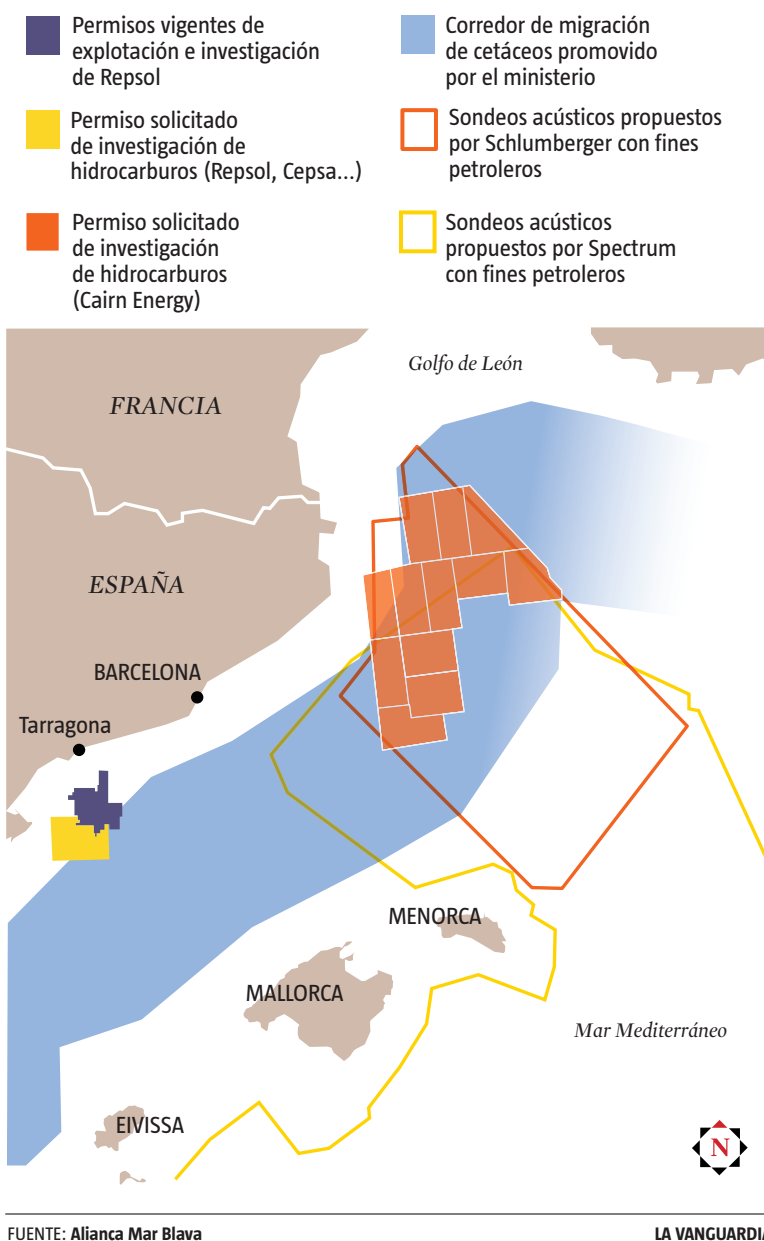 Permisos vigentes de
explotación e investigación
de Repsol
Permiso solicitado
de investigación de
hidrocarburos (Repsol, Cepsa...)
Permiso solicitado
de investigación
de hidrocarburos
(Cairn Energy)
Corredor de migración
de cetáceos promovido
por el ministerio
Sondeos acústicos propuestos
por Schlumberger con fines
petroleros
Sondeos acústicos
propuestos por Spectrum
con fines petroleros
Golfo de León
FRANCIA
ESPAÑA
BARCELONA
Tarragona
MENORCA
MALLORCA
Mar Mediterráneo
EIVISSA
N
FUENTE: Aliança Mar Blava
LA VANGUARDIA